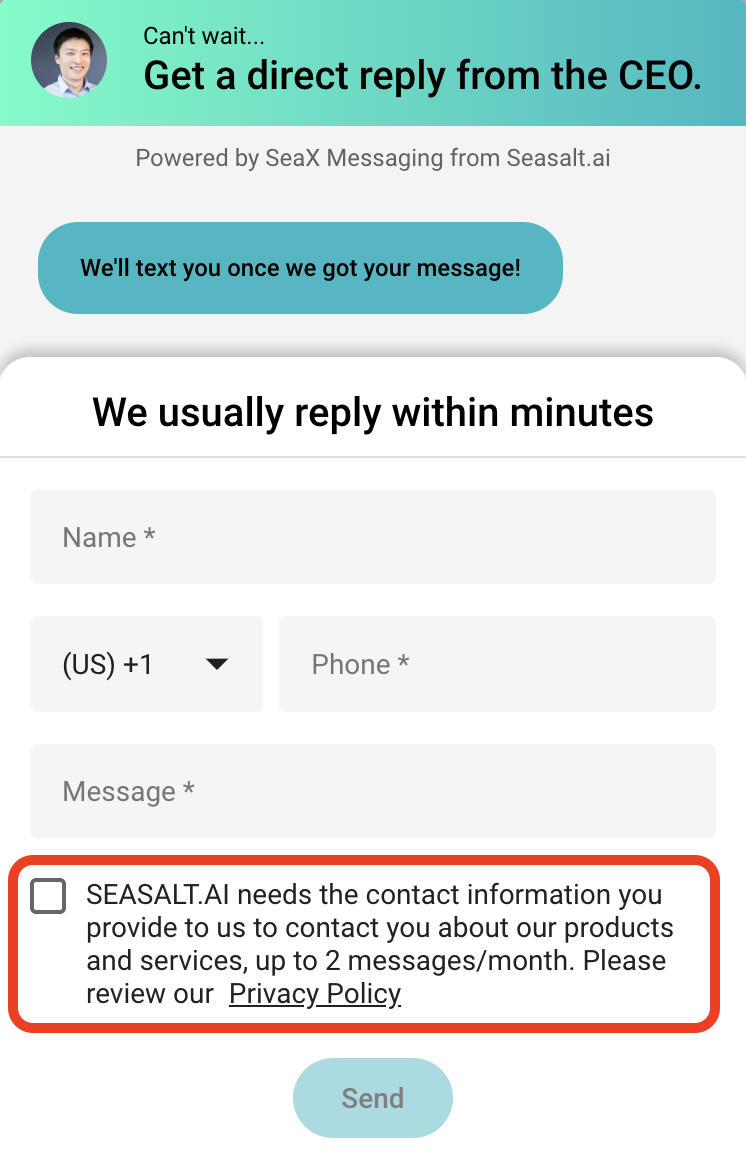 Can't wait...
Get a direct reply from the CEO.
Powered by SeaX Messaging from Seasalt.ai
We'll text you once we got your message!
We usually reply within minutes
Name *
(US) +1
Phone *
Message *
SEASALT.AI needs the contact information you
provide to us to contact you about our products
and services, up to 2 messages/month. Please
review our Privacy Policy
Send